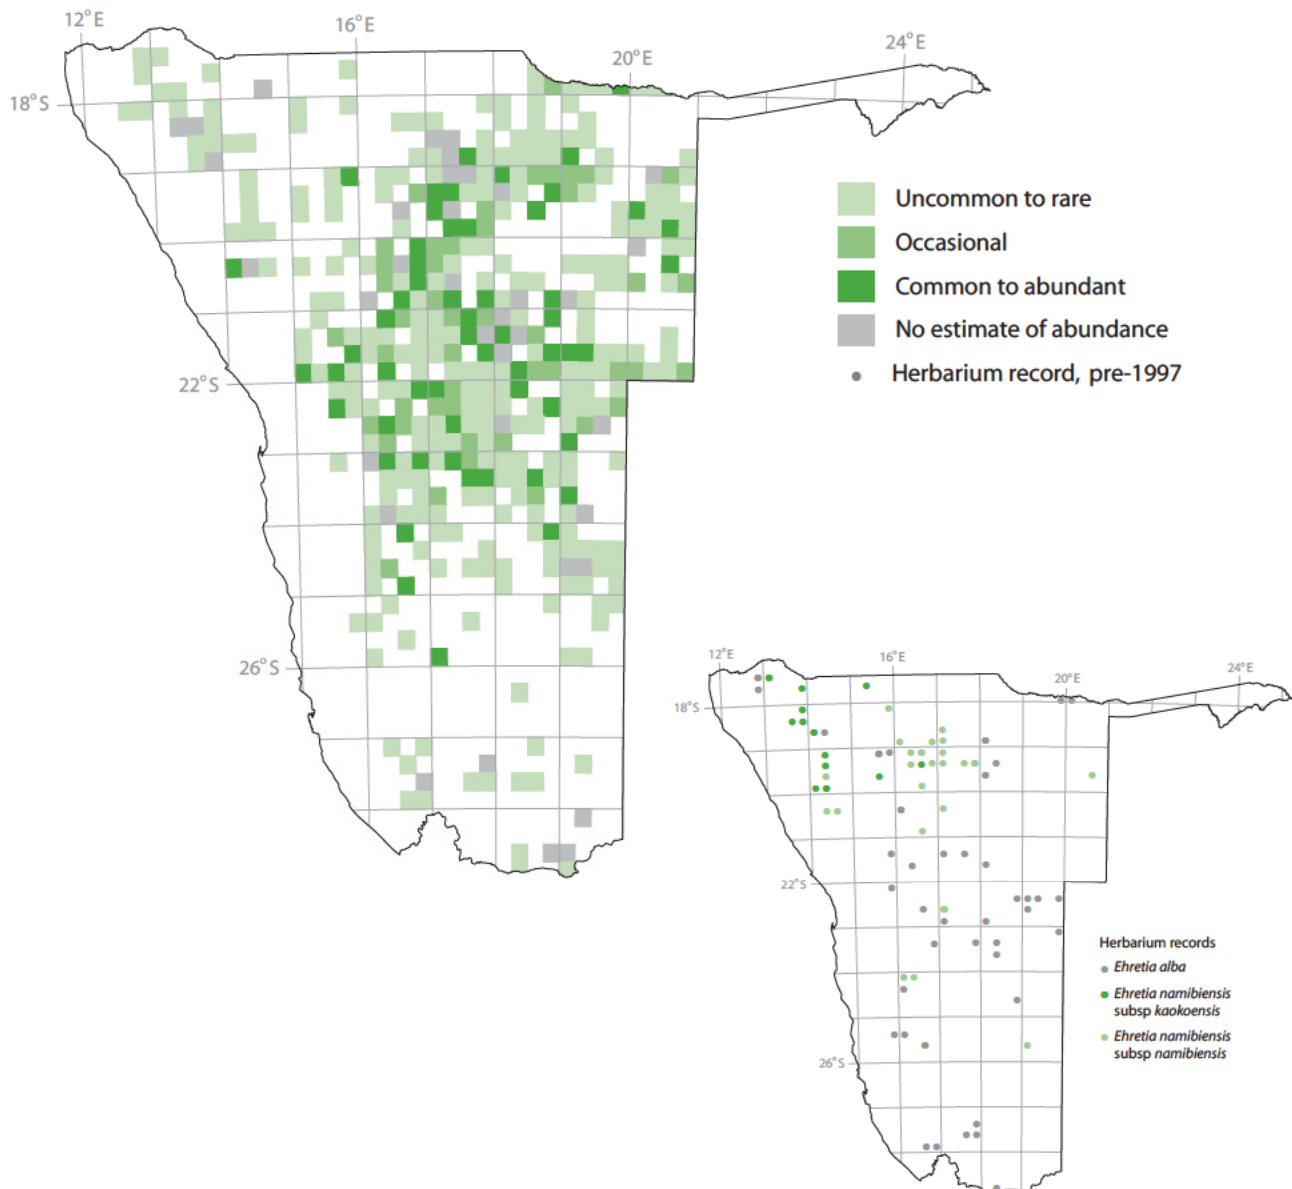 12°E
16°E
20°E
24°E
18°S
22°S
26°S
Uncommon to rare
Occasional
Common to abundant
No estimate of abundance
Herbarium record, pre-1997
12°E
16°E
20°E
24°E
18°S
22°S
26°S
Herbarium records
Ehretia alba
Ehretia namibiensis
subsp kaokoensis
Ehretia namibiensis
subsp namibiensis